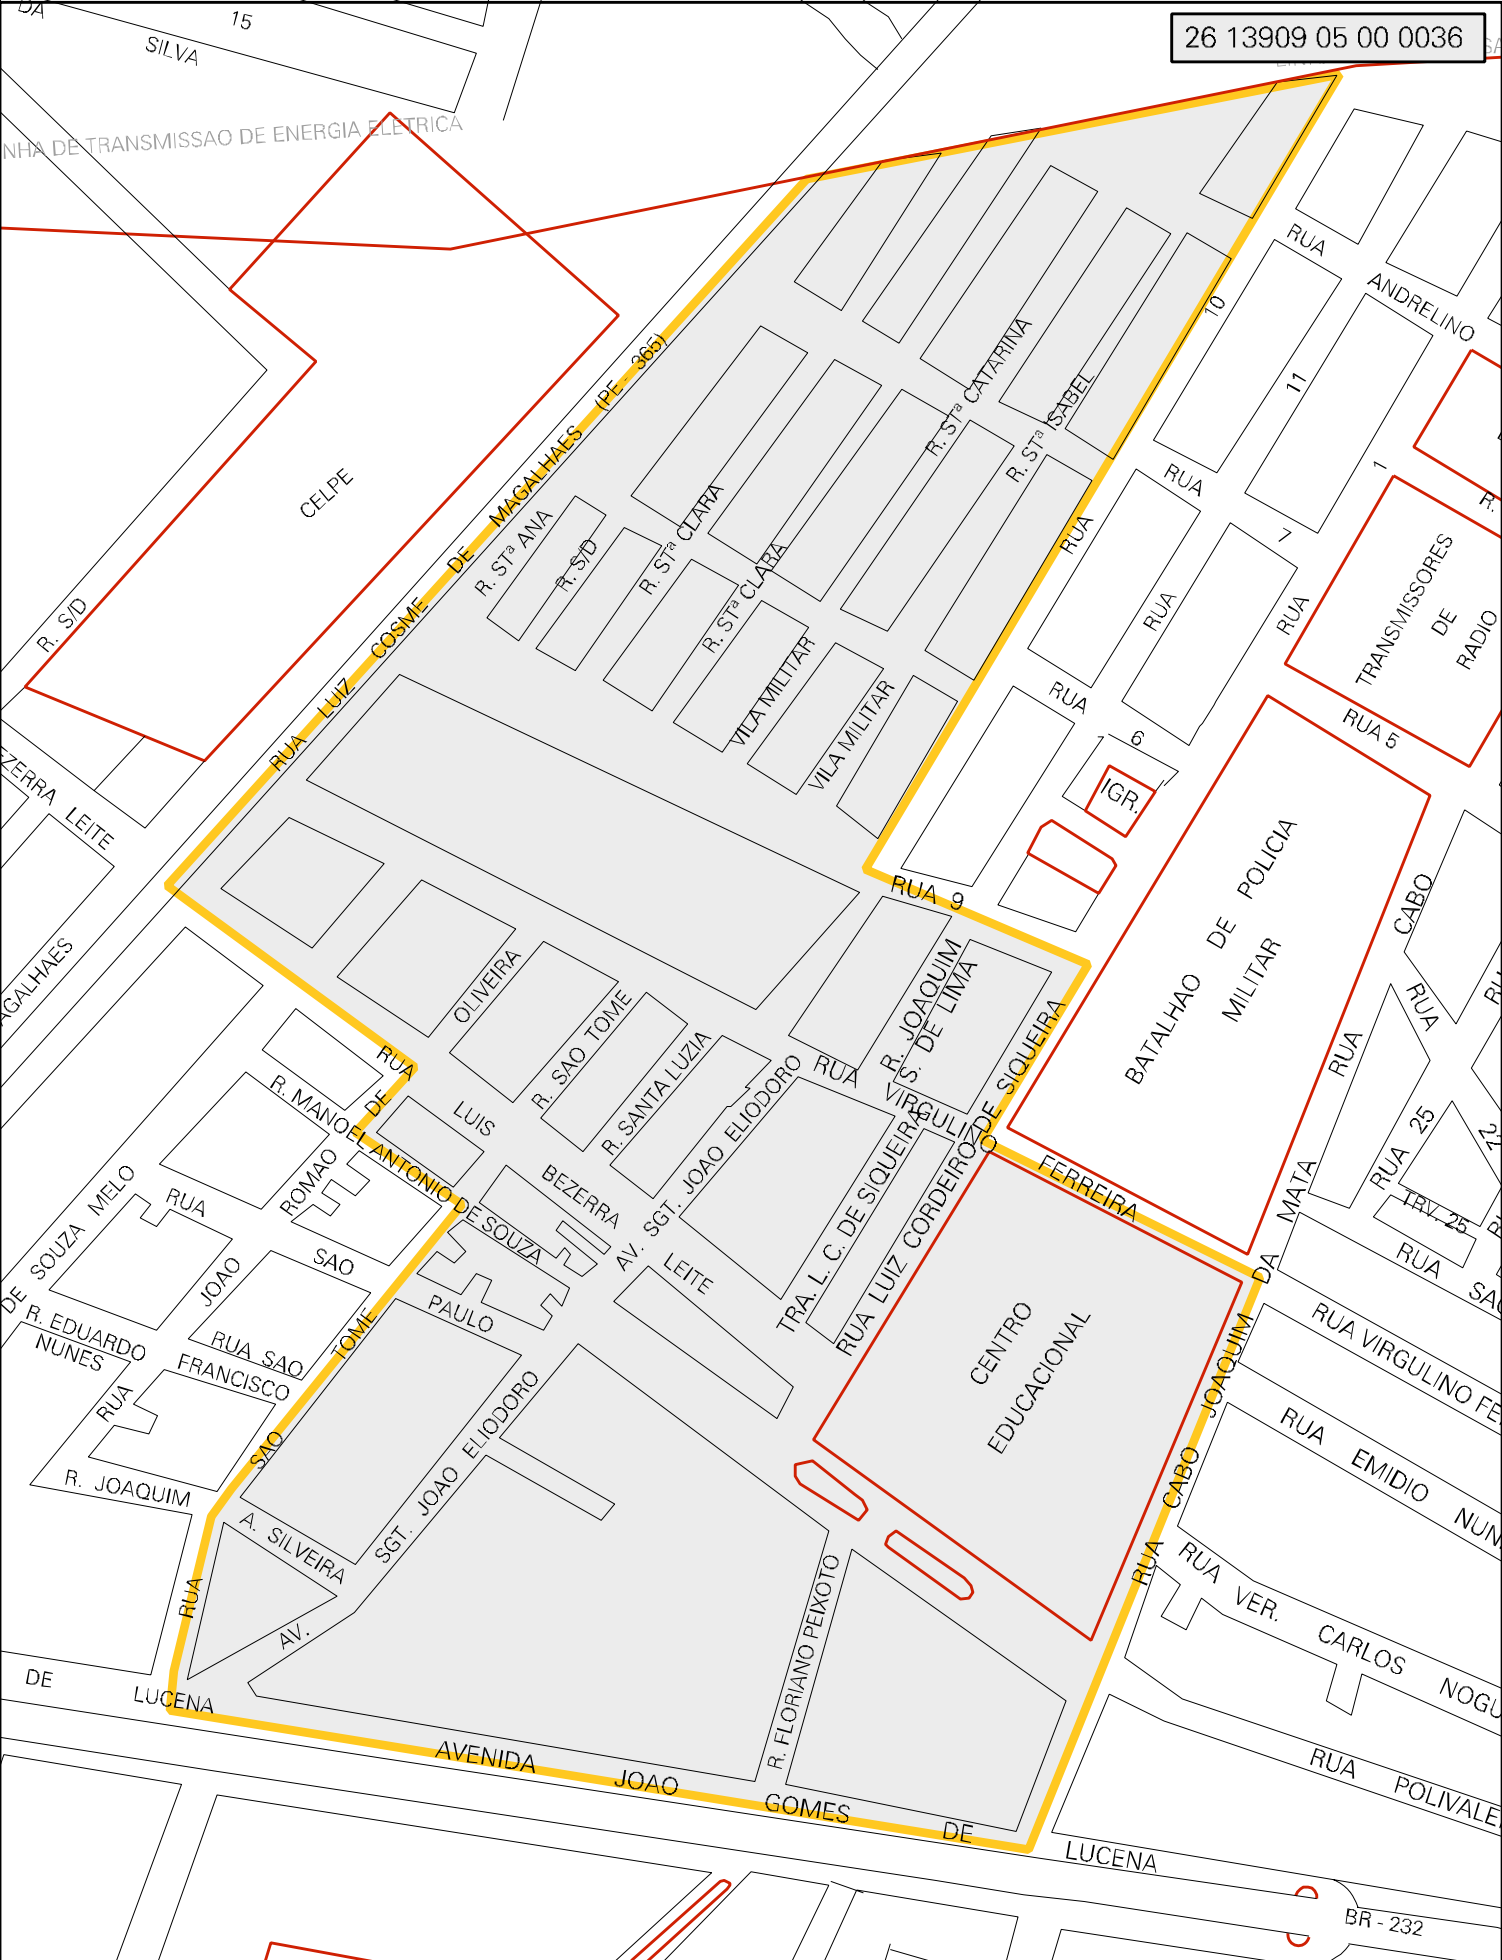 DA
15
26 13909 05 00 0036
SILVA
NHA DE TRANSMISSAO DE ENERGIA ELETRICA
RUA ANDRELINO
10
11
(PE - 365)
R. STª CATARINA
R. STª ISABEL
CELPE
RUA 7
1
R.
RUA LUIZ COSME DE MAGALHAES
R. STª ANA
R. S/D
R. STª CLARA
R. STª CLARA
RUA
RUA
RUA
TRANSMISSORES
DE
RADIO
R. S/D
VILA MILITAR
VILA MILITAR
RUA 6
RUA 5
IGR.
ZERRA LEITE
RUA 9
BATALHAO DE POLICIA
MILITAR
CABO
AGALHAES
OLIVEIRA
R. SAO TOME
R. SANTA LUZIA
R. JOAQUIM
S. DE LIMA
RUA VIRGULINO FERREIRA
RUA
RUA
RUA LUIS BEZERRA LEITE
DE
R. MANOEL ANTONIO DE SOUZA
AV. SGT. JOAO ELIODORO
TRA. L. C. DE SIQUEIRA
RUA LUIZ CORDEIRO DE SIQUEIRA
RUA 25
22
TRV. 25
DE SOUZA MELO
RUA
ROMAO
JOAO
SAO
PAULO
R. EDUARDO
NUNES
RUA SAO
FRANCISCO
RUA
R. JOAQUIM
A. SILVEIRA
RUA SAO TOME
AV. SGT. JOAO ELIODORO
CENTRO
EDUCACIONAL
RUA CABO JOAQUIM DA MATA
RUA
RUA VIRGULINO FE
RUA EMIDIO NUN
RUA VER. CARLOS NOGU
RUA POLIVALE
R. FLORIANO PEIXOTO
DE LUCENA
AVENIDA JOAO GOMES DE LUCENA
BR - 232